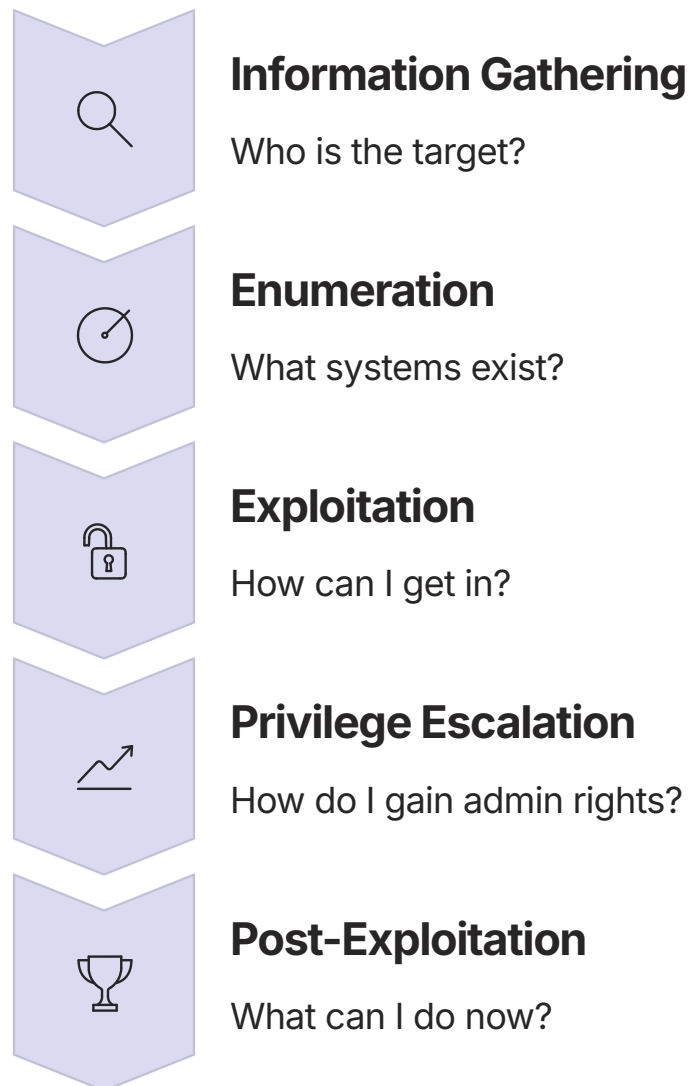 Information Gathering
Who is the target?
Enumeration
What systems exist?
Exploitation
How can I get in?
Privilege Escalation
How do I gain admin rights?
Post-Exploitation
What can I do now?